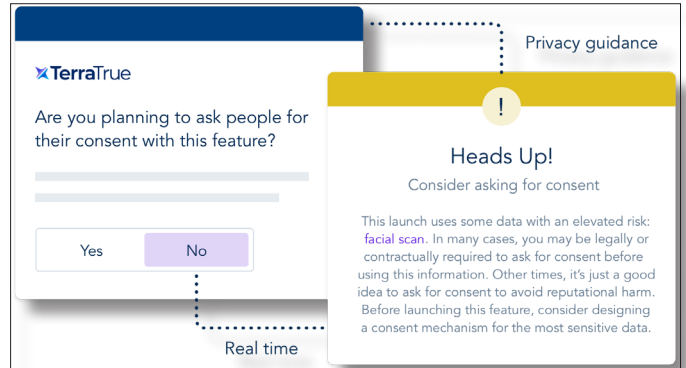 Privacy guidance
TerraTrue
Are you planning to ask people for
their consent with this feature?
Yes
No
Real time
!
Heads Up!
Consider asking for consent
This launch uses some data with an elevated risk:
facial scan. In many cases, you may be legally or
contractually required to ask for consent before
using this information. Other times, it's just a good
idea to ask for consent to avoid reputational harm.
Before launching this feature, consider designing
a consent mechanism for the most sensitive data.